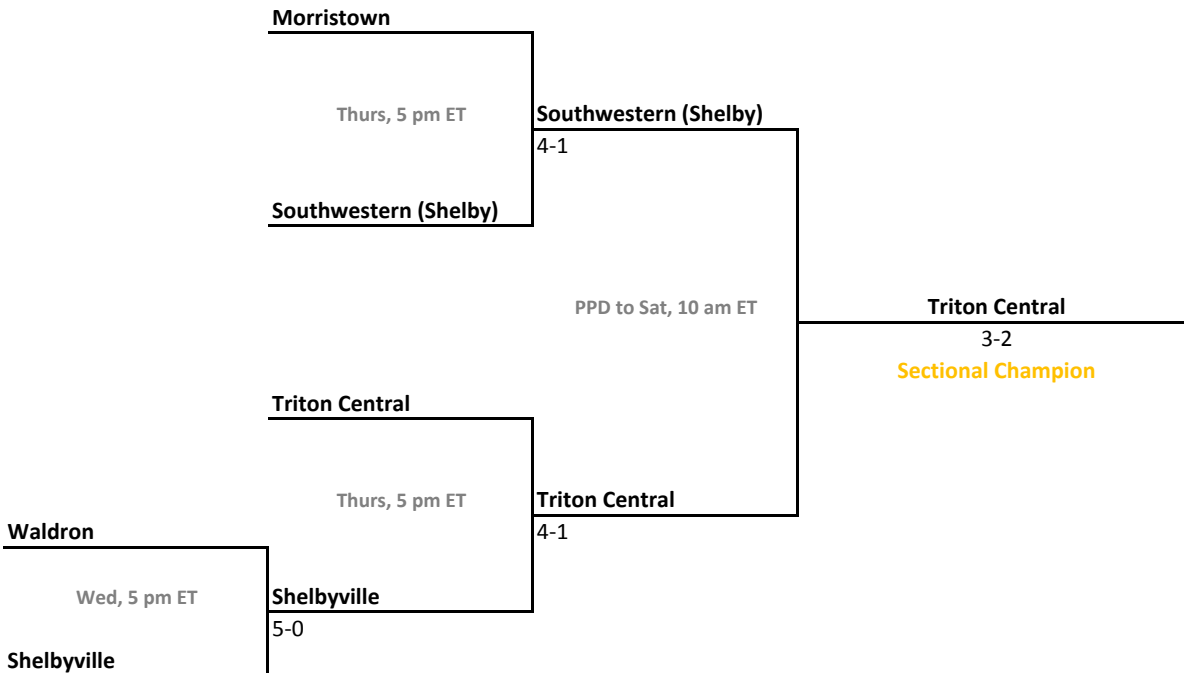 Morristown
Thurs, 5 pm ET
Southwestern (Shelby)
4-1
Southwestern (Shelby)
PPD to Sat, 10 am ET
Triton Central
3-2
Sectional Champion
Triton Central
Thurs, 5 pm ET
Triton Central
4-1
Waldron
Wed, 5 pm ET
Shelbyville
5-0
Shelbyville